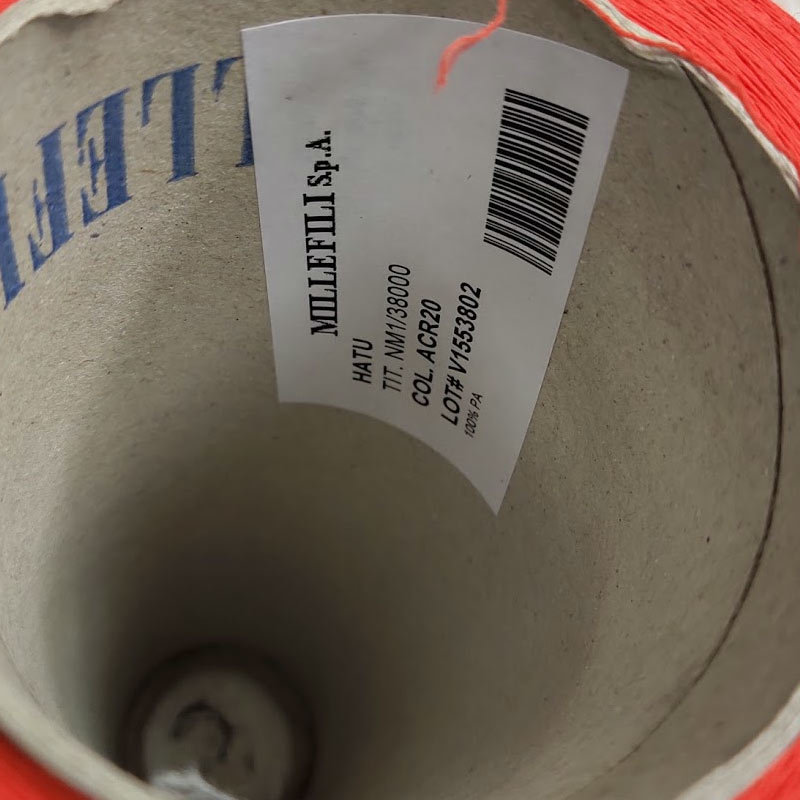 MILLEFILI S.p.A.
HATU
TIT. NM1/38000
COL. ACR20
LOT# V1553802
100% PA